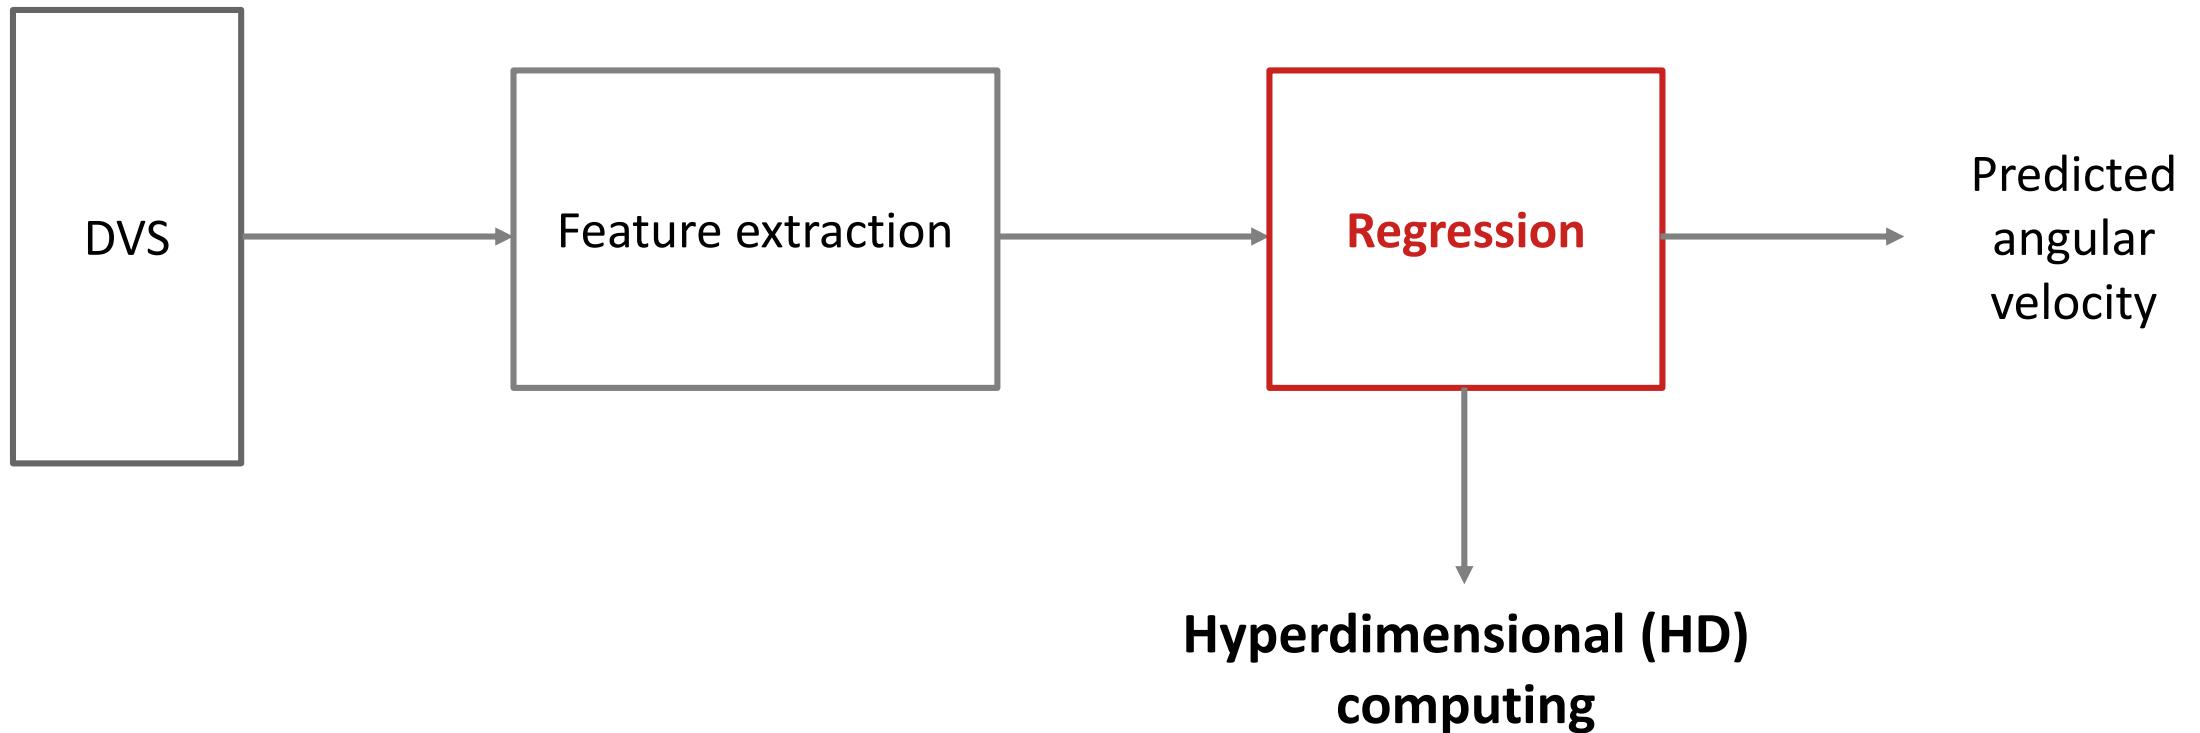 DVS
Feature extraction
Regression
Predicted
angular
velocity
Hyperdimensional (HD)
computing